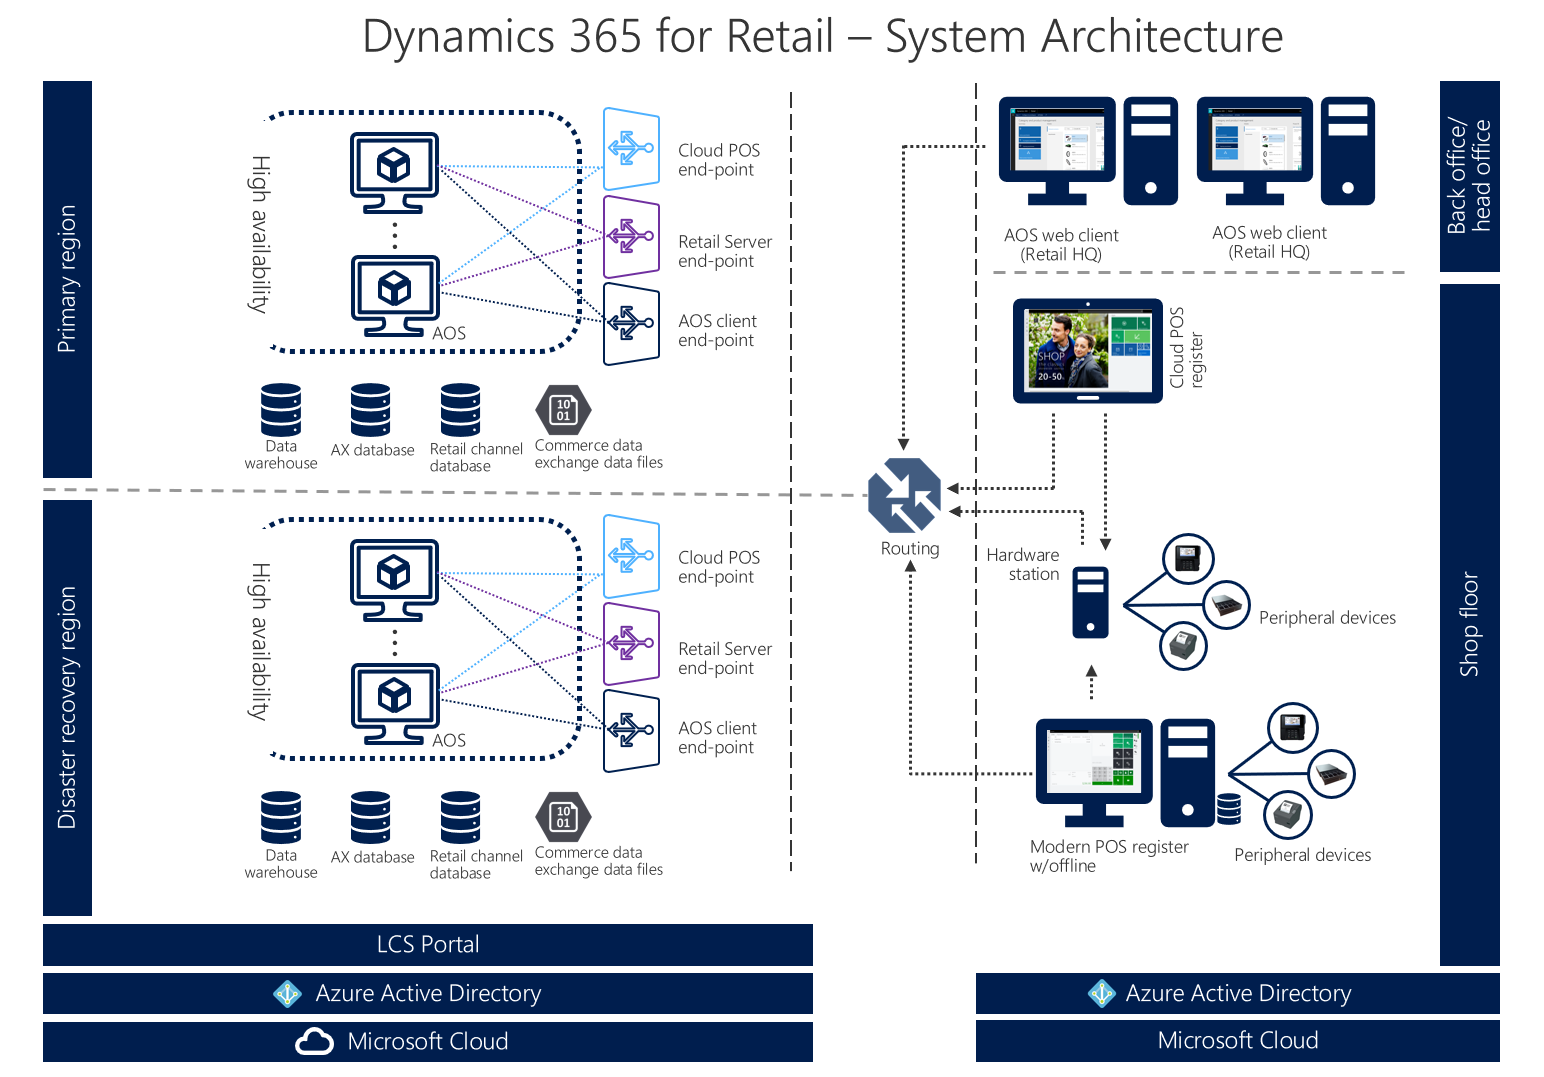 Dynamics 365 for Retail – System Architecture
Primary region
High availability
AOS
Cloud POS
end-point
Retail Server
end-point
AOS client
end-point
Data
warehouse
AX database
Retail channel
database
Commerce data
exchange data files
10
01
Disaster recovery region
High availability
AOS
Cloud POS
end-point
Retail Server
end-point
AOS client
end-point
Data
warehouse
AX database
Retail channel
database
Commerce data
exchange data files
10
01
Routing
AOS web client
(Retail HQ)
AOS web client
(Retail HQ)
Back office/
head office
Cloud POS
register
SHOP
20-50
Hardware
station
Peripheral devices
Modern POS register
w/offline
Peripheral devices
Shop floor
LCS Portal
Azure Active Directory
Microsoft Cloud
Azure Active Directory
Microsoft Cloud